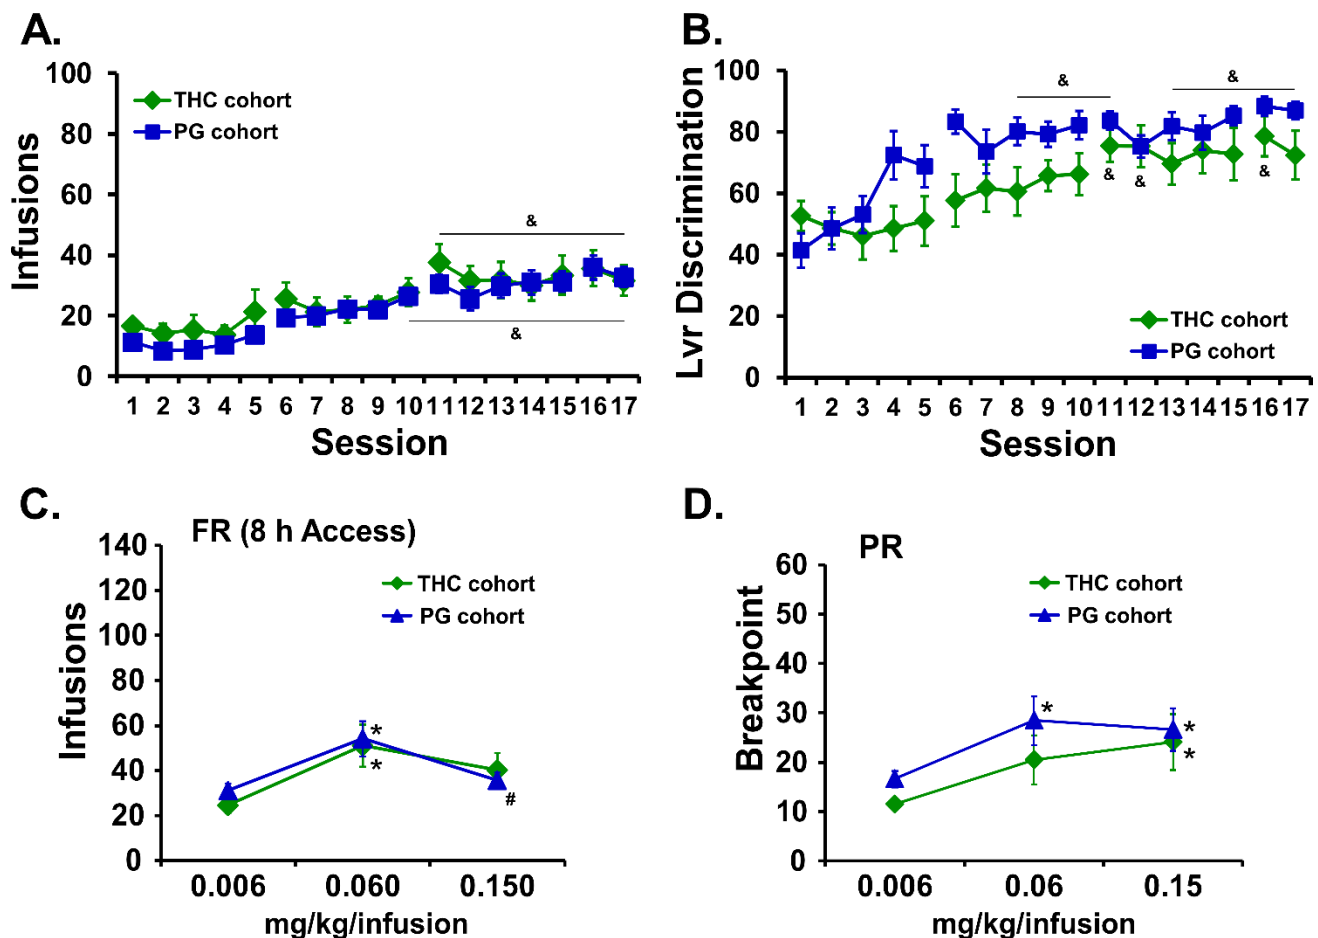 A.
100
80
60
40
20
0
Infusions
THC cohort
PG cohort
&
&
1 2 3 4 5 6 7 8 9 10 11 12 13 14 15 16 17
Session
B.
100
80
60
40
20
0
Lvr Discrimination
& &
& & &
THC cohort
PG cohort
1 2 3 4 5 6 7 8 9 10 11 12 13 14 15 16 17
Session
C.
FR (8 h Access)
140
120
100
80
60
40
20
0
Infusions
THC cohort
PG cohort
*
*
#
0.006 0.060 0.150
mg/kg/infusion
D.
PR
60
50
40
30
20
10
0
Breakpoint
THC cohort
PG cohort
*
*
*
0.006 0.06 0.15
mg/kg/infusion